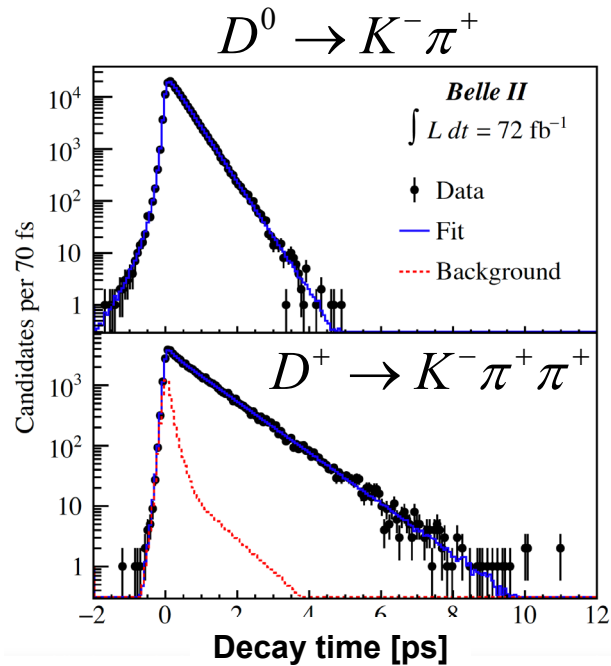 D⁰ → K⁻ π⁺
Belle II
∫ L dt = 72 fb⁻¹
Data
Fit
Background
10⁴
10³
10²
10
1
Candidates per 70 fs
D⁺ → K⁻ π⁺ π⁺
10³
10²
10
1
−2 0 2 4 6 8 10 12
Decay time [ps]